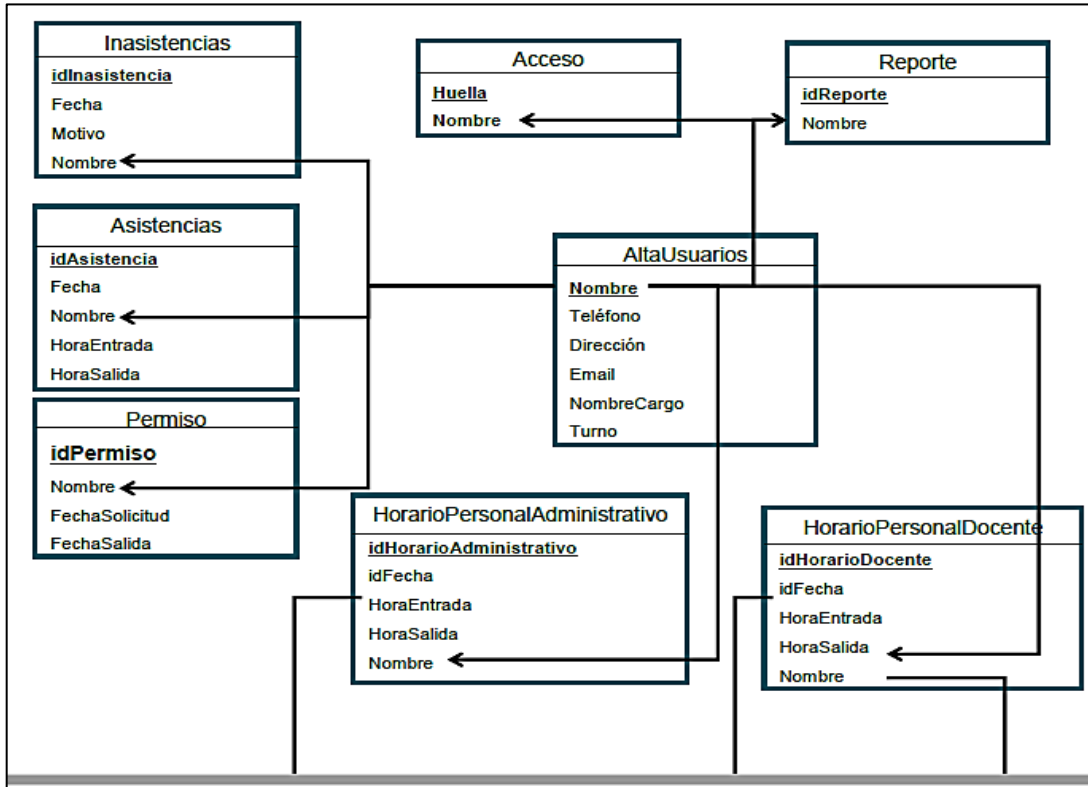 Inasistencias
idInasistencia
Fecha
Motivo
Nombre
Acceso
Huella
Nombre
Reporte
idReporte
Nombre
Asistencias
idAsistencia
Fecha
Nombre
HoraEntrada
HoraSalida
AltaUsuarios
Nombre
Teléfono
Dirección
Email
NombreCargo
Turno
Permiso
idPermiso
Nombre
FechaSolicitud
FechaSalida
HorarioPersonalAdministrativo
idHorarioAdministrativo
idFecha
HoraEntrada
HoraSalida
Nombre
HorarioPersonalDocente
idHorarioDocente
idFecha
HoraEntrada
HoraSalida
Nombre